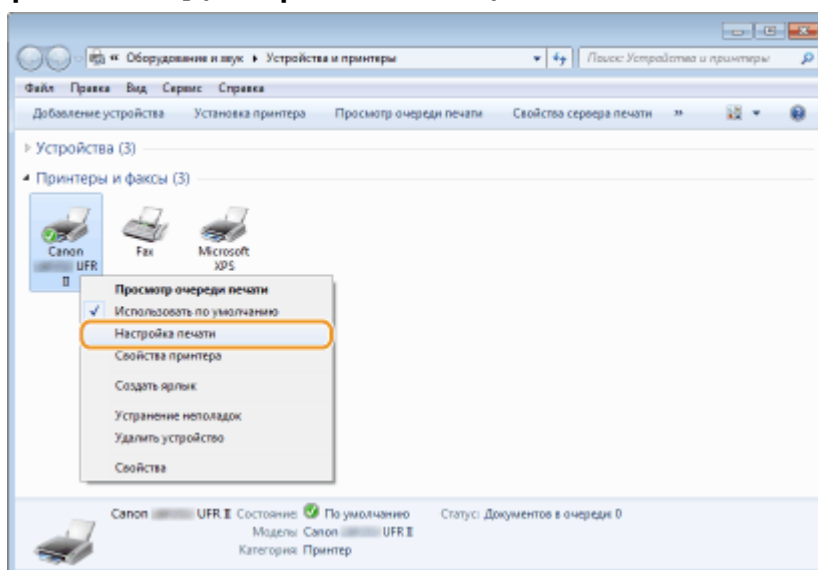 « Оборудование и звук ▸ Устройства и принтеры
Поиск: Устройства и принтеры
Файл Правка Вид Сервис Справка
Добавление устройства Установка принтера Просмотр очереди печати Свойства сервера печати »
Устройства (3)
Принтеры и факсы (3)
Canon UFR II
Fax
Microsoft XPS
Просмотр очереди печати
Использовать по умолчанию
Настройка печати
Свойства принтера
Создать ярлык
Устранение неполадок
Удалить устройство
Свойства
Canon UFR II Состояние: По умолчанию Статус: Документов в очереди 0
Модель: Canon UFR II
Категория: Принтер